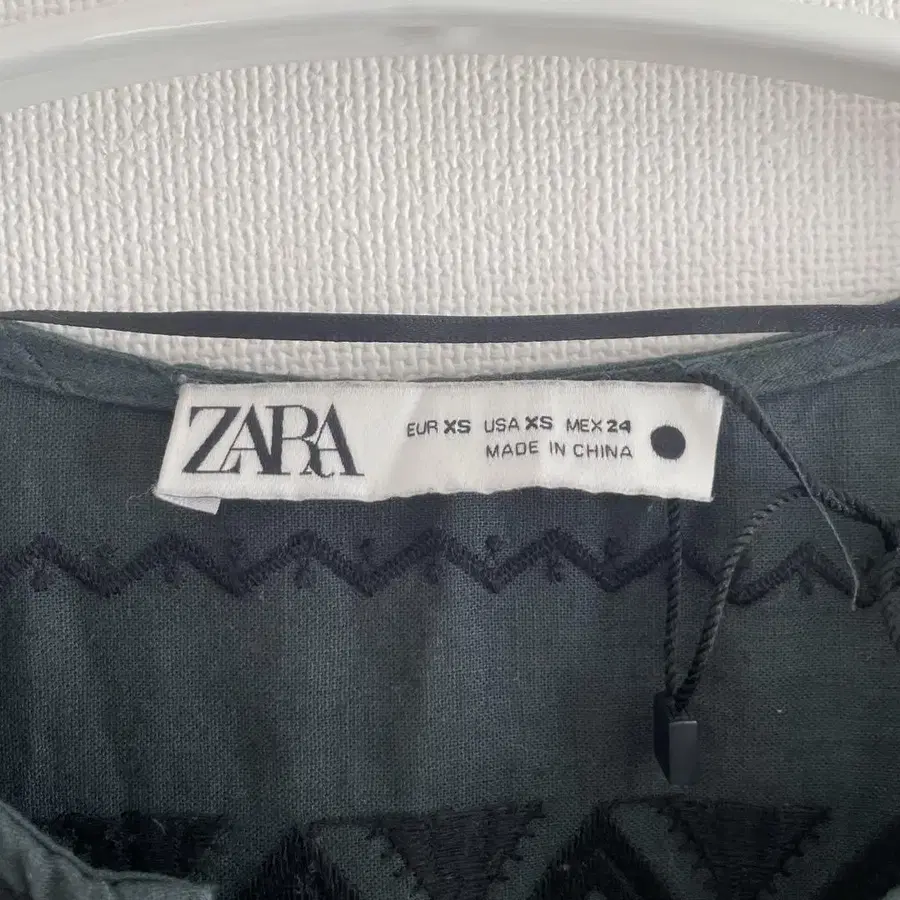 ZARA
EUR XS USA XS MEX 24
MADE IN CHINA